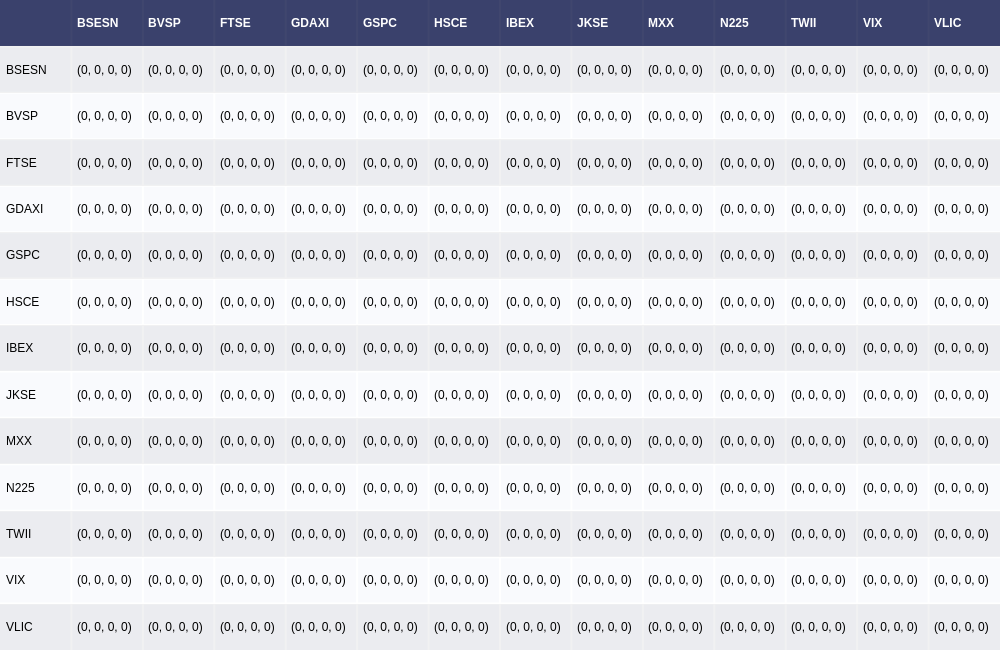 BSESN BVSP FTSE GDAXI GSPC HSCE IBEX JKSE MXX N225 TWII VIX VLIC
BSESN (0, 0, 0, 0) (0, 0, 0, 0) (0, 0, 0, 0) (0, 0, 0, 0) (0, 0, 0, 0) (0, 0, 0, 0) (0, 0, 0, 0) (0, 0, 0, 0) (0, 0, 0, 0) (0, 0, 0, 0) (0, 0, 0, 0) (0, 0, 0, 0) (0, 0, 0, 0)
BVSP (0, 0, 0, 0) (0, 0, 0, 0) (0, 0, 0, 0) (0, 0, 0, 0) (0, 0, 0, 0) (0, 0, 0, 0) (0, 0, 0, 0) (0, 0, 0, 0) (0, 0, 0, 0) (0, 0, 0, 0) (0, 0, 0, 0) (0, 0, 0, 0) (0, 0, 0, 0)
FTSE (0, 0, 0, 0) (0, 0, 0, 0) (0, 0, 0, 0) (0, 0, 0, 0) (0, 0, 0, 0) (0, 0, 0, 0) (0, 0, 0, 0) (0, 0, 0, 0) (0, 0, 0, 0) (0, 0, 0, 0) (0, 0, 0, 0) (0, 0, 0, 0) (0, 0, 0, 0)
GDAXI (0, 0, 0, 0) (0, 0, 0, 0) (0, 0, 0, 0) (0, 0, 0, 0) (0, 0, 0, 0) (0, 0, 0, 0) (0, 0, 0, 0) (0, 0, 0, 0) (0, 0, 0, 0) (0, 0, 0, 0) (0, 0, 0, 0) (0, 0, 0, 0) (0, 0, 0, 0)
GSPC (0, 0, 0, 0) (0, 0, 0, 0) (0, 0, 0, 0) (0, 0, 0, 0) (0, 0, 0, 0) (0, 0, 0, 0) (0, 0, 0, 0) (0, 0, 0, 0) (0, 0, 0, 0) (0, 0, 0, 0) (0, 0, 0, 0) (0, 0, 0, 0) (0, 0, 0, 0)
HSCE (0, 0, 0, 0) (0, 0, 0, 0) (0, 0, 0, 0) (0, 0, 0, 0) (0, 0, 0, 0) (0, 0, 0, 0) (0, 0, 0, 0) (0, 0, 0, 0) (0, 0, 0, 0) (0, 0, 0, 0) (0, 0, 0, 0) (0, 0, 0, 0) (0, 0, 0, 0)
IBEX (0, 0, 0, 0) (0, 0, 0, 0) (0, 0, 0, 0) (0, 0, 0, 0) (0, 0, 0, 0) (0, 0, 0, 0) (0, 0, 0, 0) (0, 0, 0, 0) (0, 0, 0, 0) (0, 0, 0, 0) (0, 0, 0, 0) (0, 0, 0, 0) (0, 0, 0, 0)
JKSE (0, 0, 0, 0) (0, 0, 0, 0) (0, 0, 0, 0) (0, 0, 0, 0) (0, 0, 0, 0) (0, 0, 0, 0) (0, 0, 0, 0) (0, 0, 0, 0) (0, 0, 0, 0) (0, 0, 0, 0) (0, 0, 0, 0) (0, 0, 0, 0) (0, 0, 0, 0)
MXX (0, 0, 0, 0) (0, 0, 0, 0) (0, 0, 0, 0) (0, 0, 0, 0) (0, 0, 0, 0) (0, 0, 0, 0) (0, 0, 0, 0) (0, 0, 0, 0) (0, 0, 0, 0) (0, 0, 0, 0) (0, 0, 0, 0) (0, 0, 0, 0) (0, 0, 0, 0)
N225 (0, 0, 0, 0) (0, 0, 0, 0) (0, 0, 0, 0) (0, 0, 0, 0) (0, 0, 0, 0) (0, 0, 0, 0) (0, 0, 0, 0) (0, 0, 0, 0) (0, 0, 0, 0) (0, 0, 0, 0) (0, 0, 0, 0) (0, 0, 0, 0) (0, 0, 0, 0)
TWII (0, 0, 0, 0) (0, 0, 0, 0) (0, 0, 0, 0) (0, 0, 0, 0) (0, 0, 0, 0) (0, 0, 0, 0) (0, 0, 0, 0) (0, 0, 0, 0) (0, 0, 0, 0) (0, 0, 0, 0) (0, 0, 0, 0) (0, 0, 0, 0) (0, 0, 0, 0)
VIX (0, 0, 0, 0) (0, 0, 0, 0) (0, 0, 0, 0) (0, 0, 0, 0) (0, 0, 0, 0) (0, 0, 0, 0) (0, 0, 0, 0) (0, 0, 0, 0) (0, 0, 0, 0) (0, 0, 0, 0) (0, 0, 0, 0) (0, 0, 0, 0) (0, 0, 0, 0)
VLIC (0, 0, 0, 0) (0, 0, 0, 0) (0, 0, 0, 0) (0, 0, 0, 0) (0, 0, 0, 0) (0, 0, 0, 0) (0, 0, 0, 0) (0, 0, 0, 0) (0, 0, 0, 0) (0, 0, 0, 0) (0, 0, 0, 0) (0, 0, 0, 0) (0, 0, 0, 0)